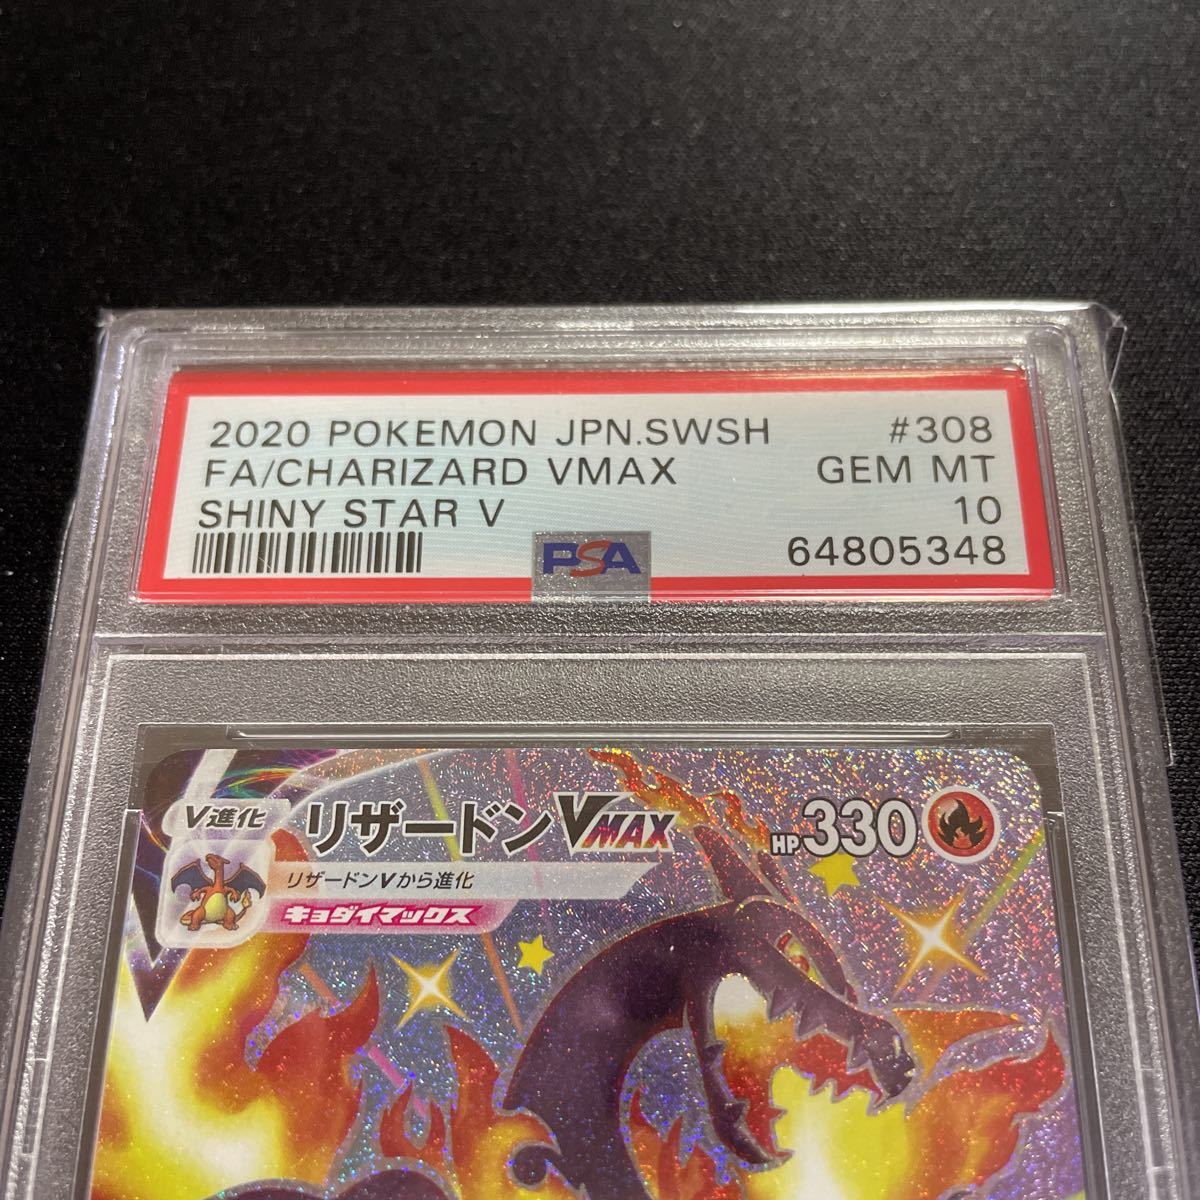 2020 POKEMON JPN.SWSH #308
FA/CHARIZARD VMAX GEM MT
SHINY STAR V 10
PSA 64805348
V進化 リザードンVMAX HP330
リザードンVから進化
キョダイマックス